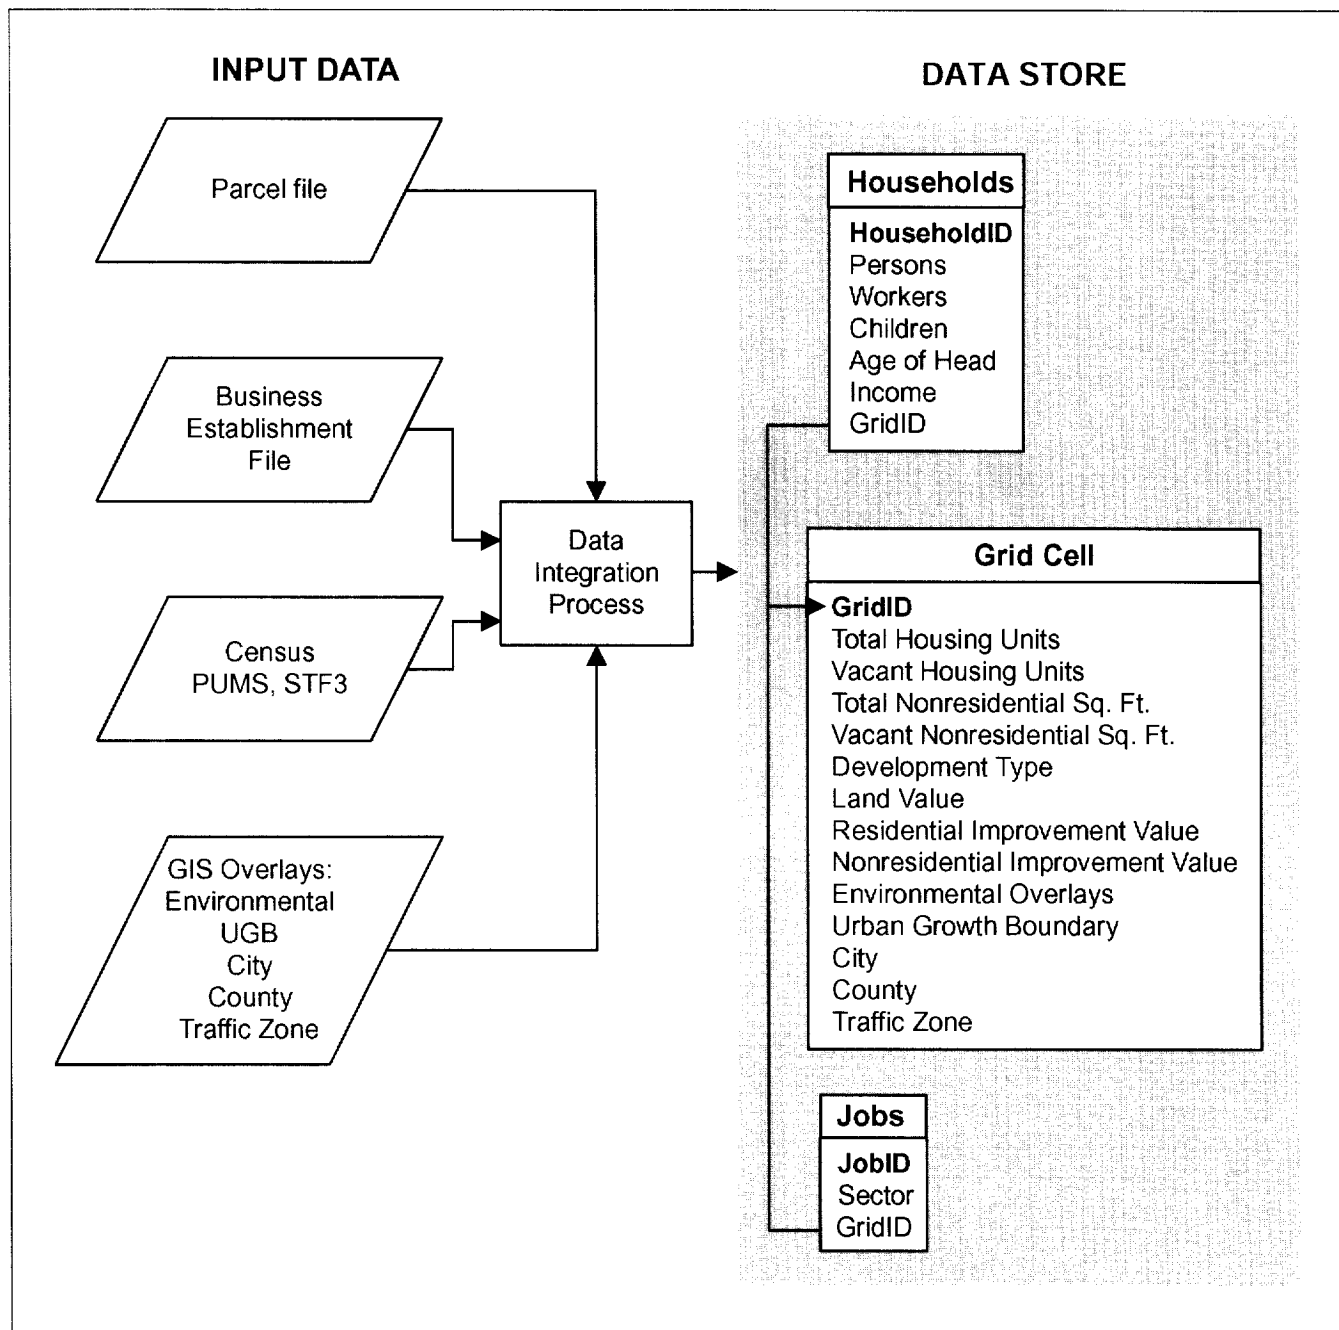 INPUT DATA
Parcel file
Business
Establishment
File
Census
PUMS, STF3
GIS Overlays:
Environmental
UGB
City
County
Traffic Zone
Data
Integration
Process
DATA STORE
Households
HouseholdID
Persons
Workers
Children
Age of Head
Income
GridID
Grid Cell
GridID
Total Housing Units
Vacant Housing Units
Total Nonresidential Sq. Ft.
Vacant Nonresidential Sq. Ft.
Development Type
Land Value
Residential Improvement Value
Nonresidential Improvement Value
Environmental Overlays
Urban Growth Boundary
City
County
Traffic Zone
Jobs
JobID
Sector
GridID